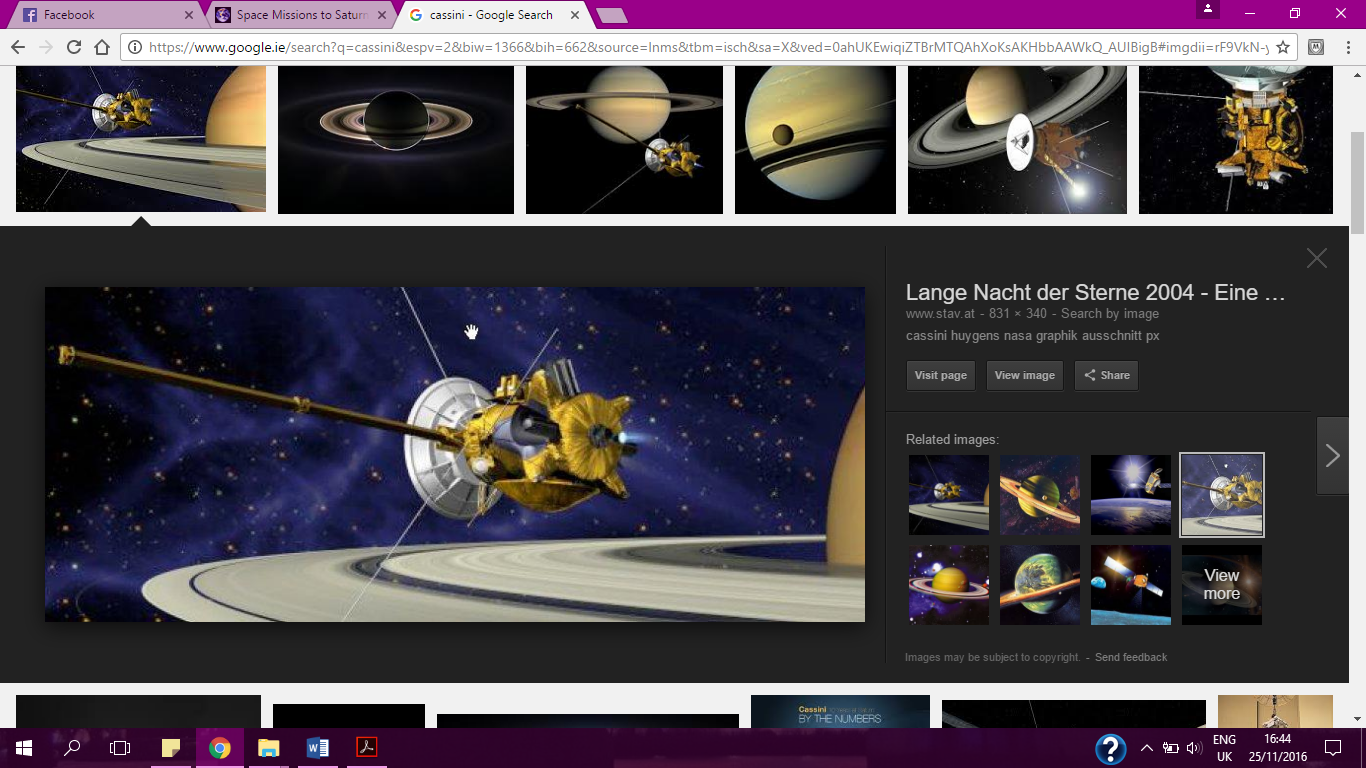 Facebook
Space Missions to Saturn
cassini - Google Search
https://www.google.ie/search?q=cassini&espv=2&biw=1366&bih=662&source=lnms&tbm=isch&sa=X&ved=0ahUKEwiqiZTBrMTQAhXoKsAKHbbAAWkQ_AUIBigB#imgdii=rF9VkN-y
Lange Nacht der Sterne 2004 - Eine …
www.stav.at - 831 × 340 - Search by image
cassini huygens nasa graphik ausschnitt px
Visit page
View image
Share
Related images:
View
more
Images may be subject to copyright. - Send feedback
Cassini
BY THE NUMBERS
ENG
UK
16:44
25/11/2016